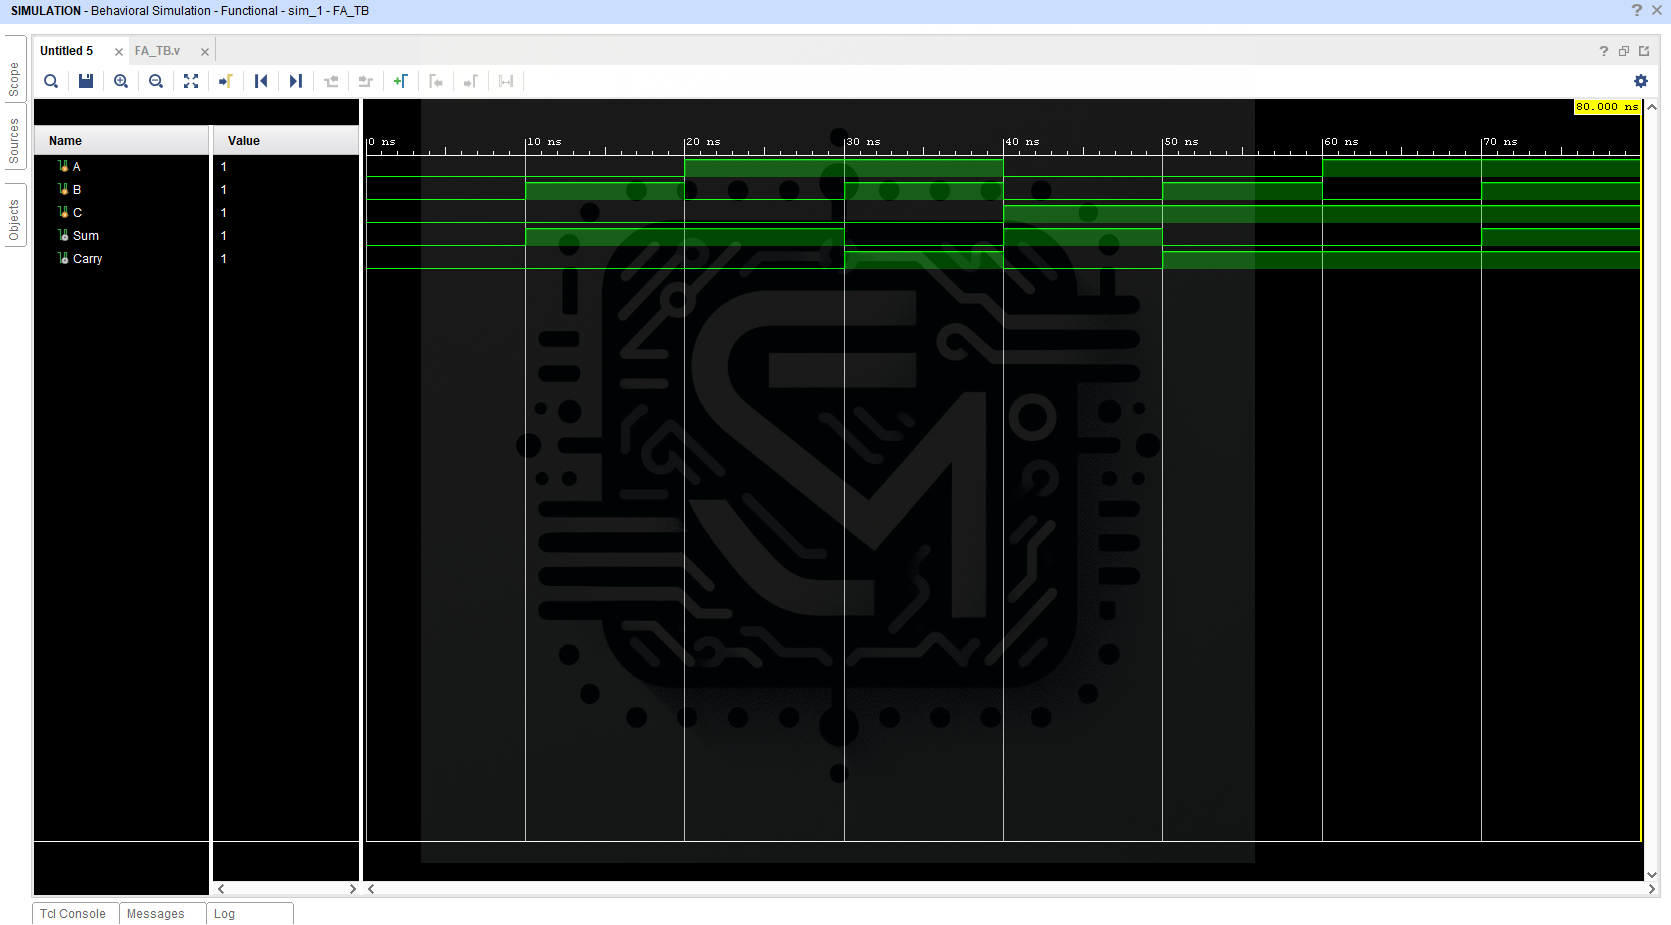 SIMULATION - Behavioral Simulation - Functional - sim_1 - FA_TB
Scope
Sources
Objects
Untitled 5
FA_TB.v
80.000 ns
Name
Value
0 ns 10 ns 20 ns 30 ns 40 ns 50 ns 60 ns 70 ns
A 1
B 1
C 1
Sum 1
Carry 1
Tcl Console
Messages
Log